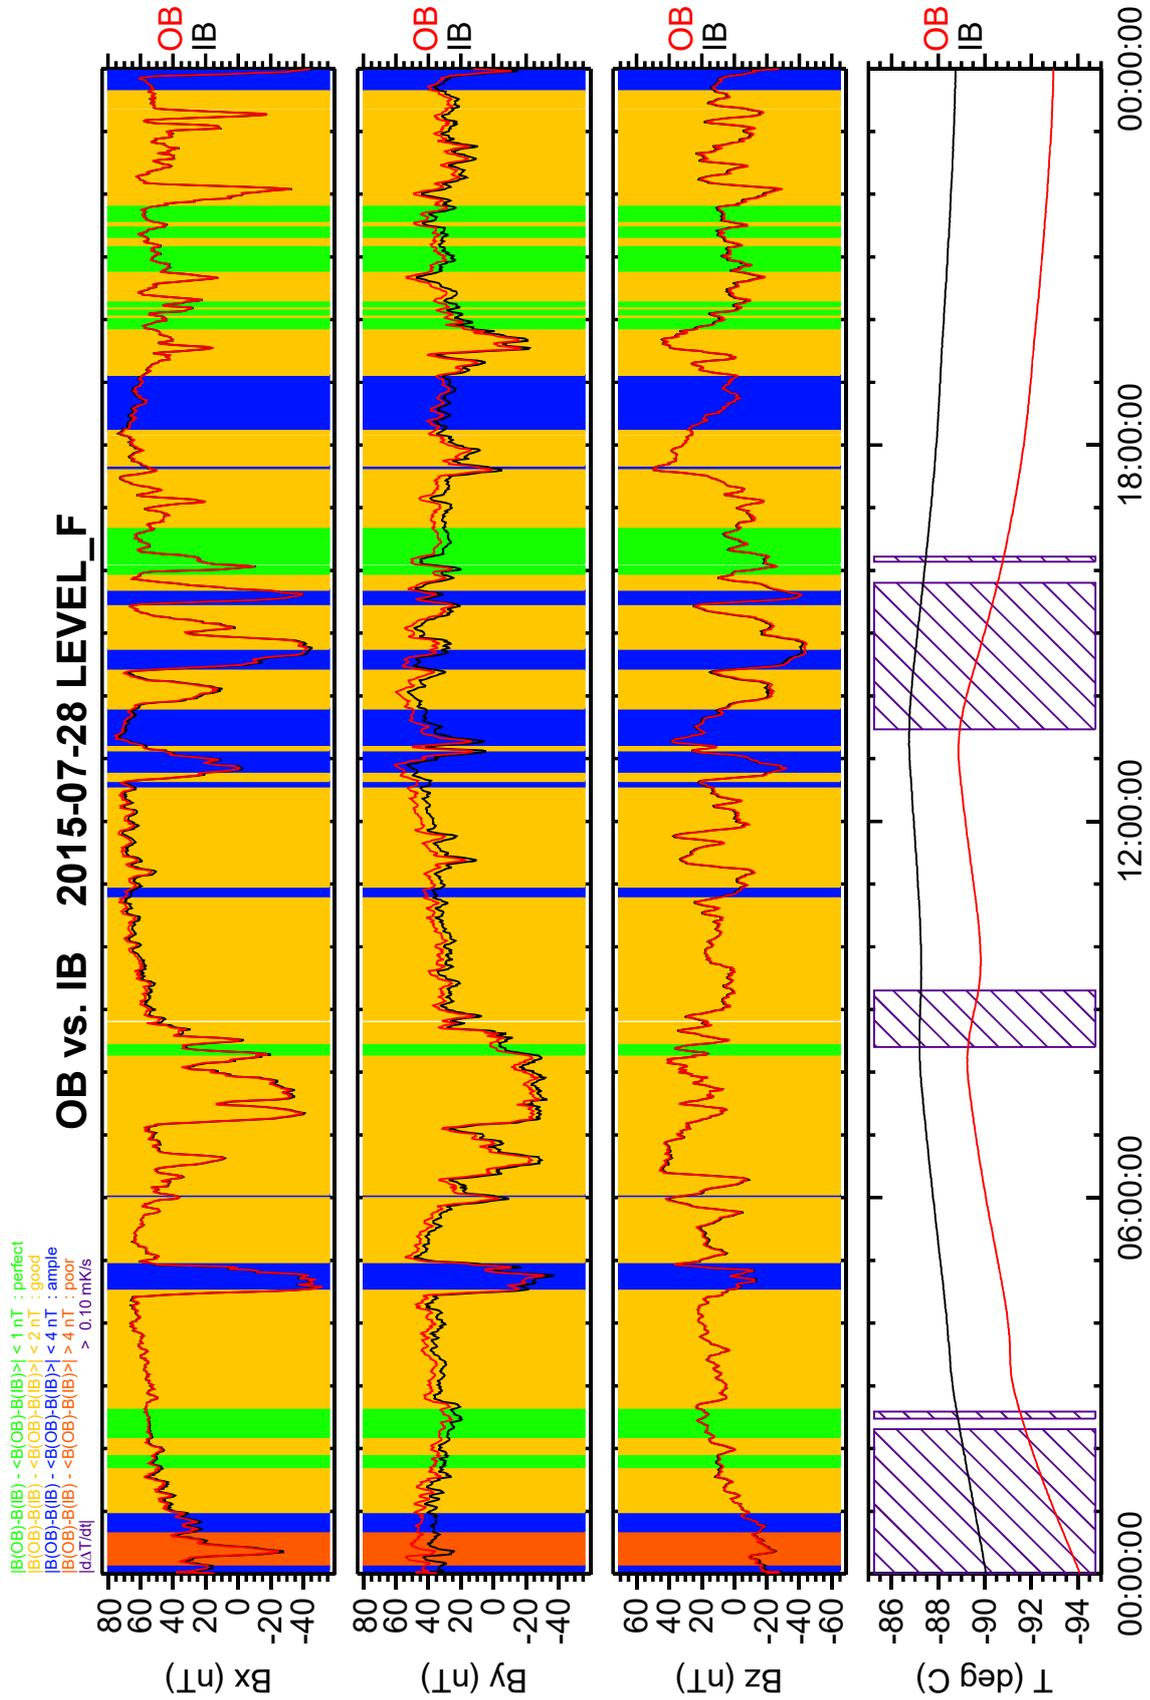 |B(OB)-B(IB) - <B(OB)-B(IB)>| < 1 nT : perfect
|B(OB)-B(IB) - <B(OB)-B(IB)>| < 2 nT : good
|B(OB)-B(IB) - <B(OB)-B(IB)>| < 4 nT : ample
|B(OB)-B(IB) - <B(OB)-B(IB)>| > 4 nT : poor
|dΔT/dt| > 0.10 mK/s
OB vs. IB 2015-07-28 LEVEL_F
Bx (nT)
80
60
40
20
0
-20
-40
OB
IB
By (nT)
80
60
40
20
0
-20
-40
OB
IB
Bz (nT)
60
40
20
0
-20
-40
-60
OB
IB
T (deg C)
-86
-88
-90
-92
-94
OB
IB
00:00:00 06:00:00 12:00:00 18:00:00 00:00:00